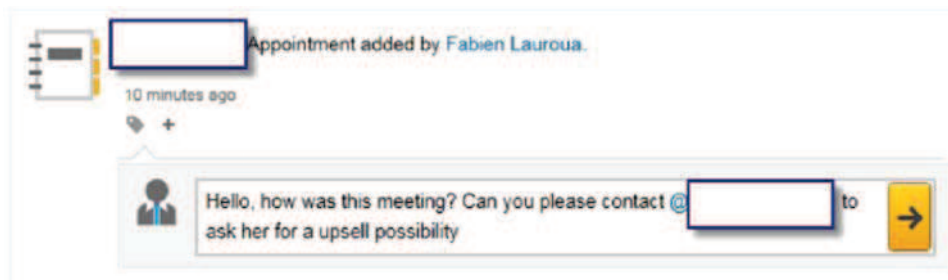 Appointment added by Fabien Lauroua.
10 minutes ago
Hello, how was this meeting? Can you please contact @ to
ask her for a upsell possibility